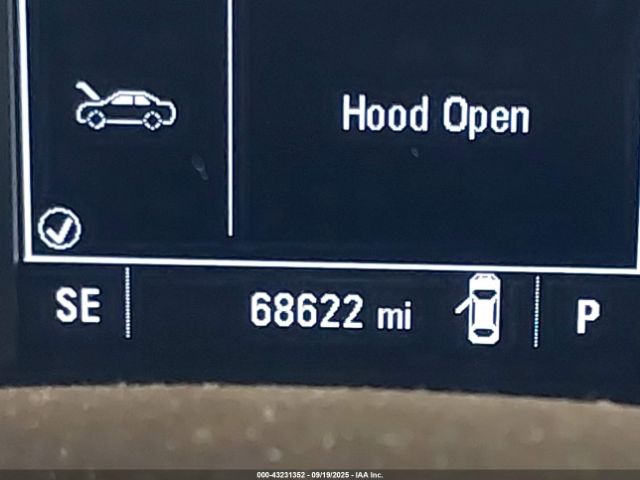 Hood Open
SE
68622 mi
P
000-43231352 - 09/19/2025 - IAA Inc.